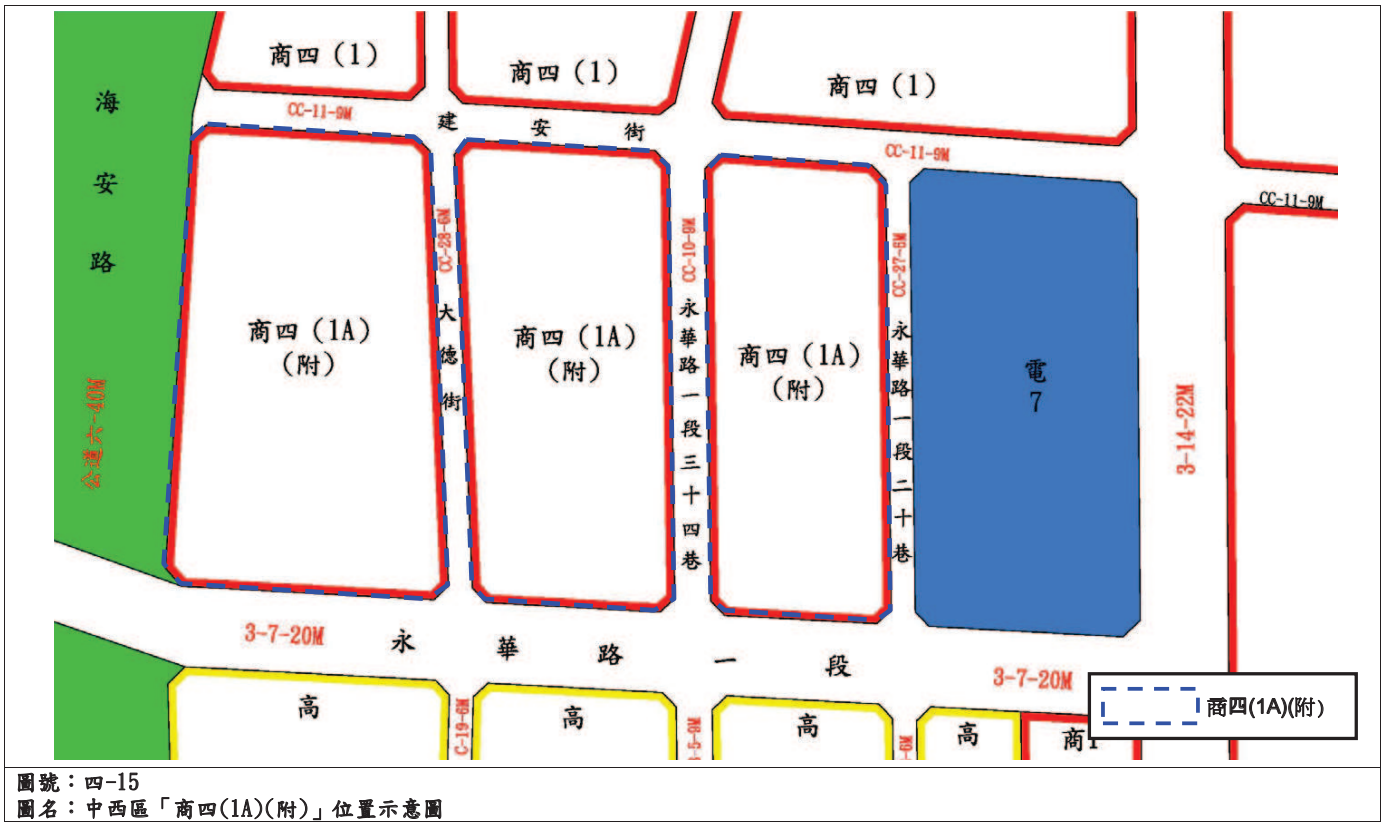 商四（1）
商四（1）
商四（1）
海安路
CC-11-9M
建安街
CC-11-9M
CC-11-9M
CC-28-6M
大德街
CC-10-9M
永華路一段三十四巷
CC-27-6M
永華路一段二十巷
商四（1A）
（附）
商四（1A）
（附）
商四（1A）
（附）
電
7
公道六-40M
3-14-22M
3-7-20M
永華路一段
3-7-20M
高
高
高
高
C-19-6M
-5-9M
-6M
商四(1A)(附)
圖號：四-15
圖名：中西區「商四(1A)(附)」位置示意圖